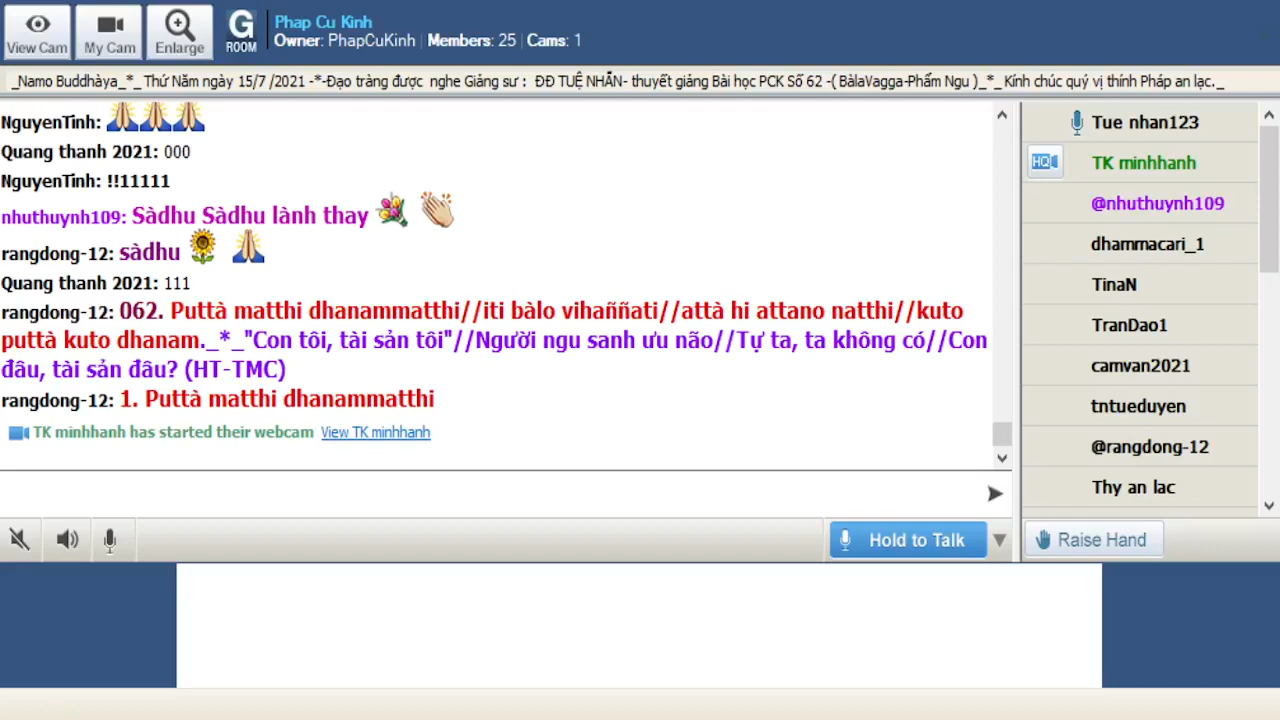 View Cam
My Cam
Enlarge
G
ROOM
Phap Cu Kinh
Owner: PhapCuKinh | Members: 25 | Cams: 1
_Namo Buddhàya_*_ Thứ Năm ngày 15/7 /2021 -*-Đạo tràng được nghe Giảng sư : ĐĐ TUỆ NHẪN- thuyết giảng Bài học PCK Số 62 -( BàlaVagga-Phẩm Ngu )_*_ Kính chúc quý vị thính Pháp an lạc._
NguyenTinh:
Quang thanh 2021: 000
NguyenTinh: !!11111
nhuthuynh109: Sàdhu Sàdhu lành thay
rangdong-12: sàdhu
Quang thanh 2021: 111
rangdong-12: 062. Puttà matthi dhanammatthi//iti bàlo vihaññati//attà hi attano natthi//kuto
puttà kuto dhanam._*_"Con tôi, tài sản tôi"//Người ngu sanh ưu não//Tự ta, ta không có//Con
đâu, tài sản đâu? (HT-TMC)
rangdong-12: 1. Puttà matthi dhanammatthi
TK minhhanh has started their webcam View TK minhhanh
Hold to Talk
Tue nhan123
HQ
TK minhhanh
@nhuthuynh109
dhammacari_1
TinaN
TranDao1
camvan2021
tntueduyen
@rangdong-12
Thy an lac
Raise Hand